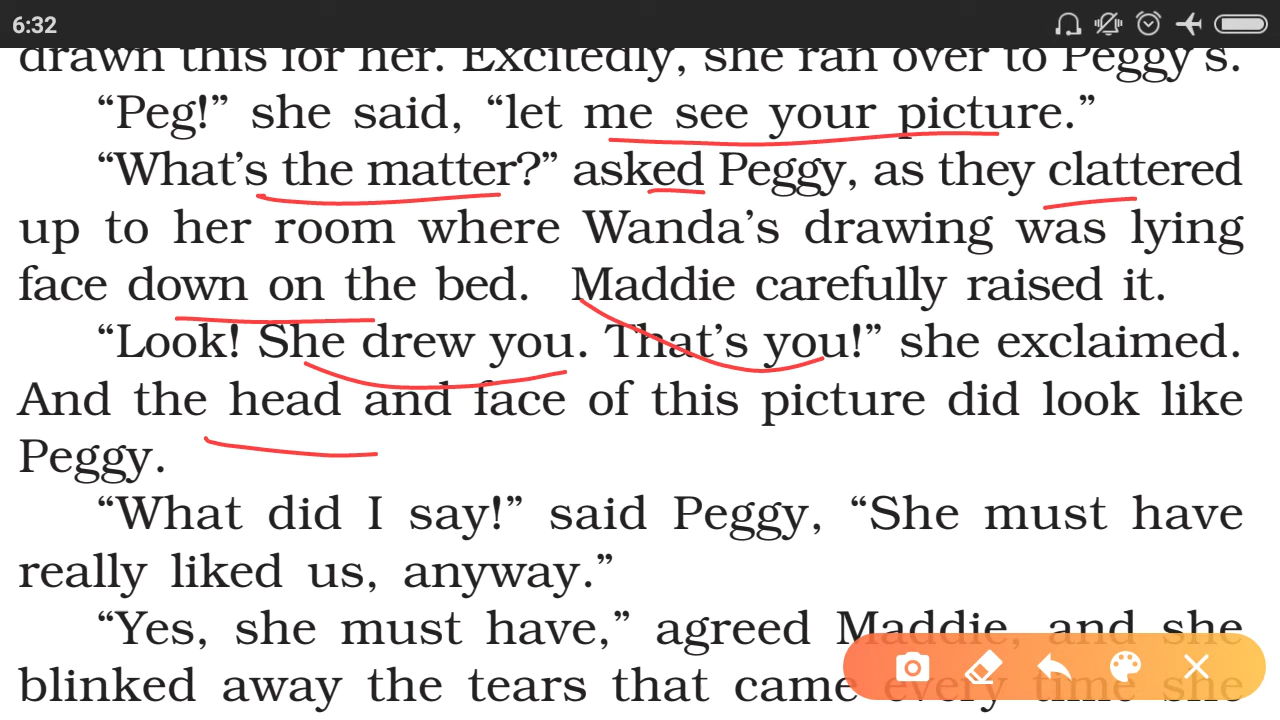 6:32
drawn this for her. Excitedly, she ran over to Peggy's.
“Peg!” she said, “let me see your picture.”
“What's the matter?” asked Peggy, as they clattered
up to her room where Wanda's drawing was lying
face down on the bed. Maddie carefully raised it.
“Look! She drew you. That's you!” she exclaimed.
And the head and face of this picture did look like
Peggy.
“What did I say!” said Peggy, “She must have
really liked us, anyway.”
“Yes, she must have,” agreed Maddie, and she
blinked away the tears that came every time she